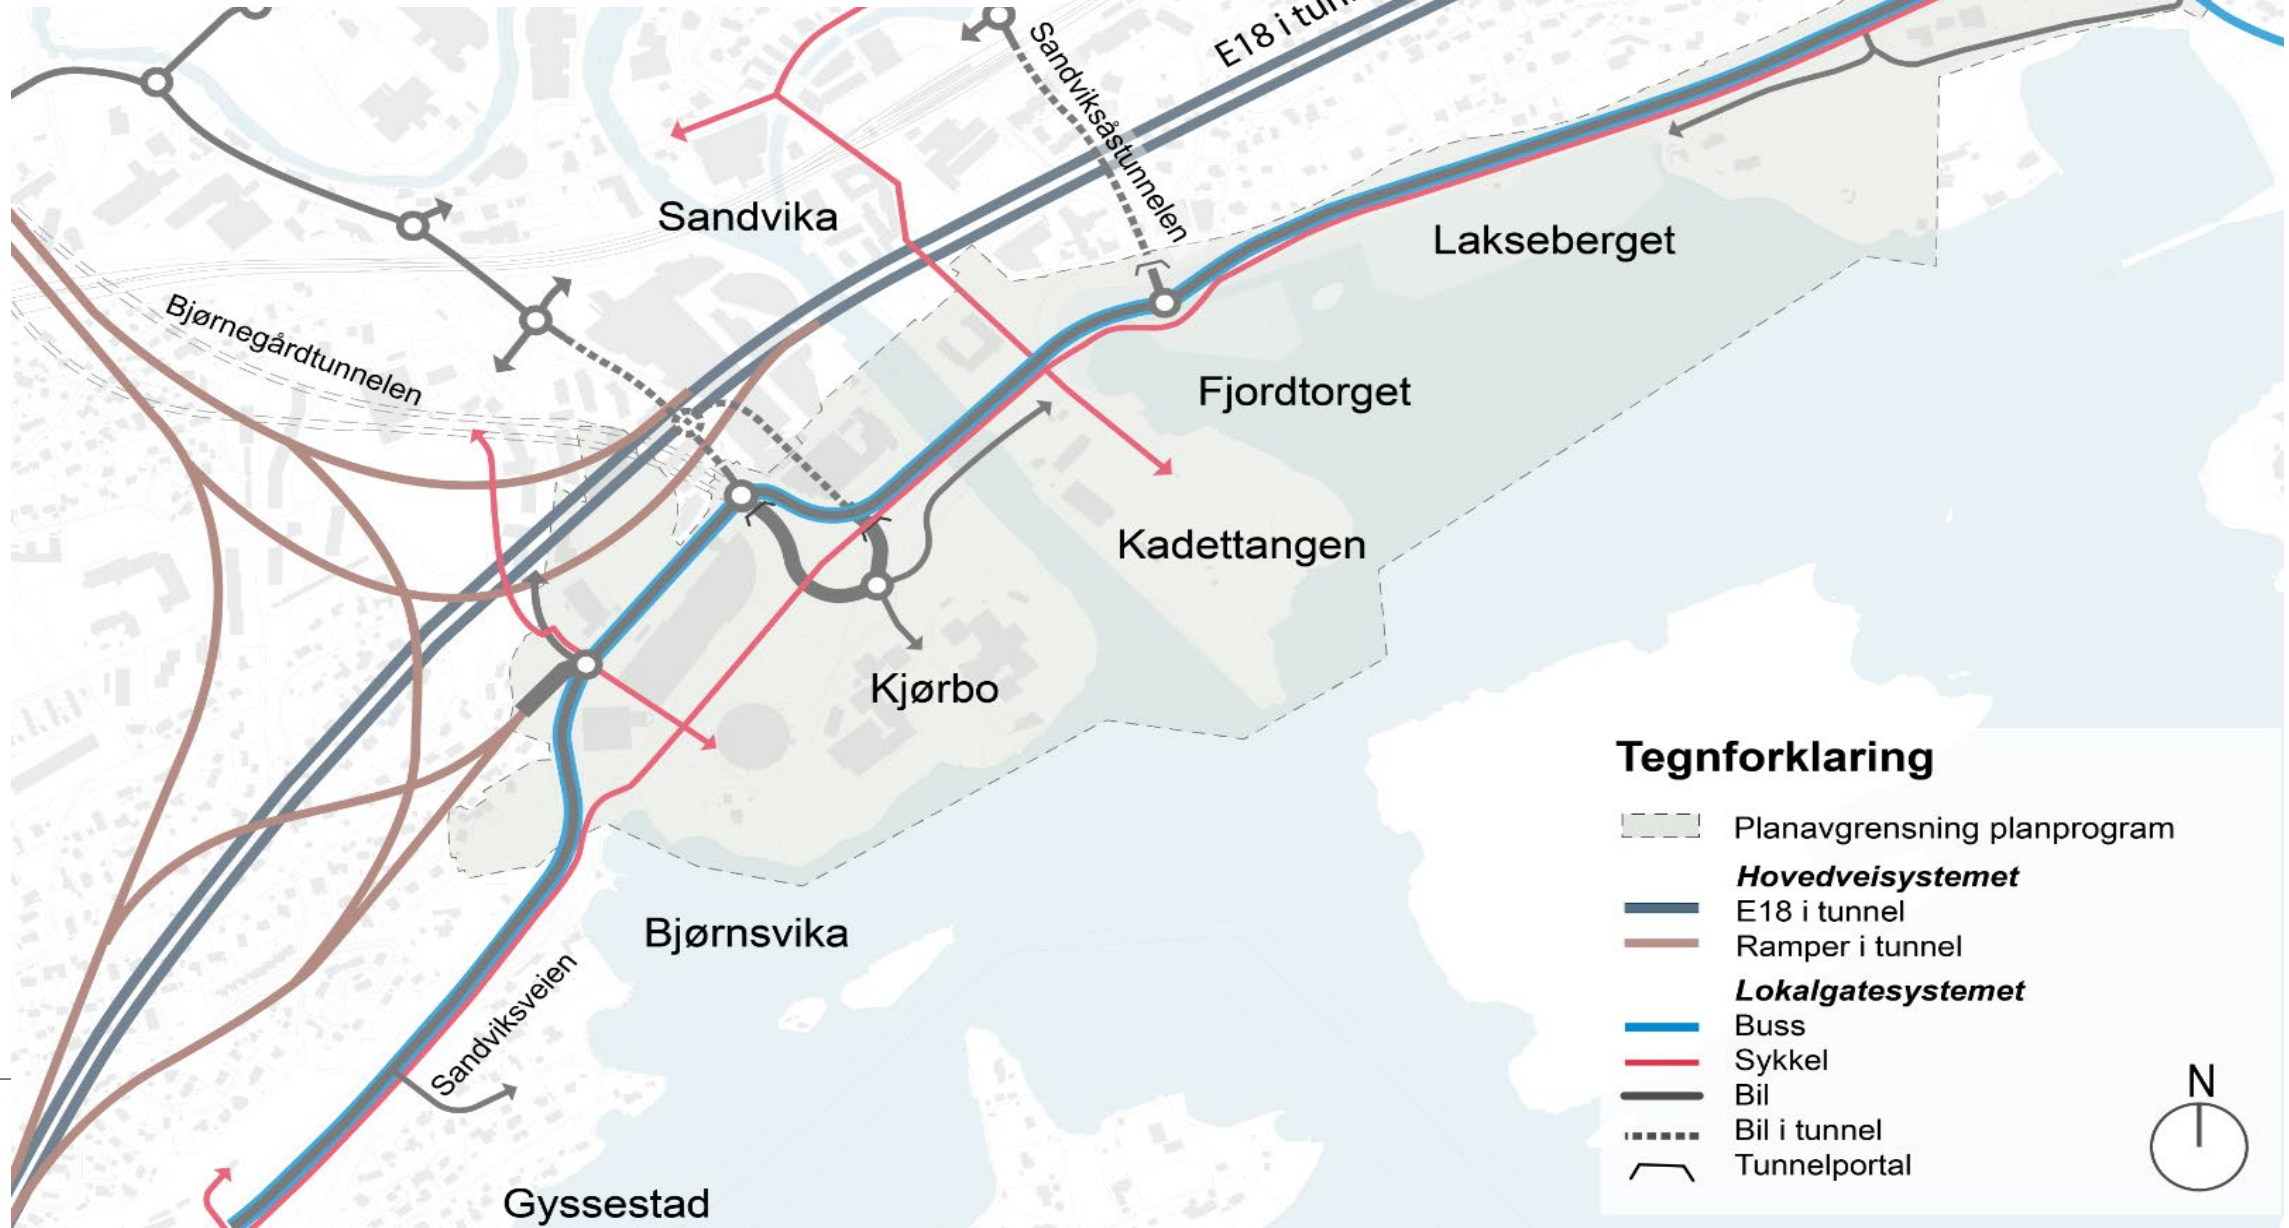 E18 i tun
Sandviksåstunnelen
Sandvika
Lakseberget
Bjørnegårdtunnelen
Fjordtorget
Kadettangen
Kjørbo
Bjørnsvika
Sandviksveien
Gyssestad
Tegnforklaring
Planavgrensning planprogram
Hovedveisystemet
E18 i tunnel
Ramper i tunnel
Lokalgatesystemet
Buss
Sykkel
Bil
Bil i tunnel
Tunnelportal
N